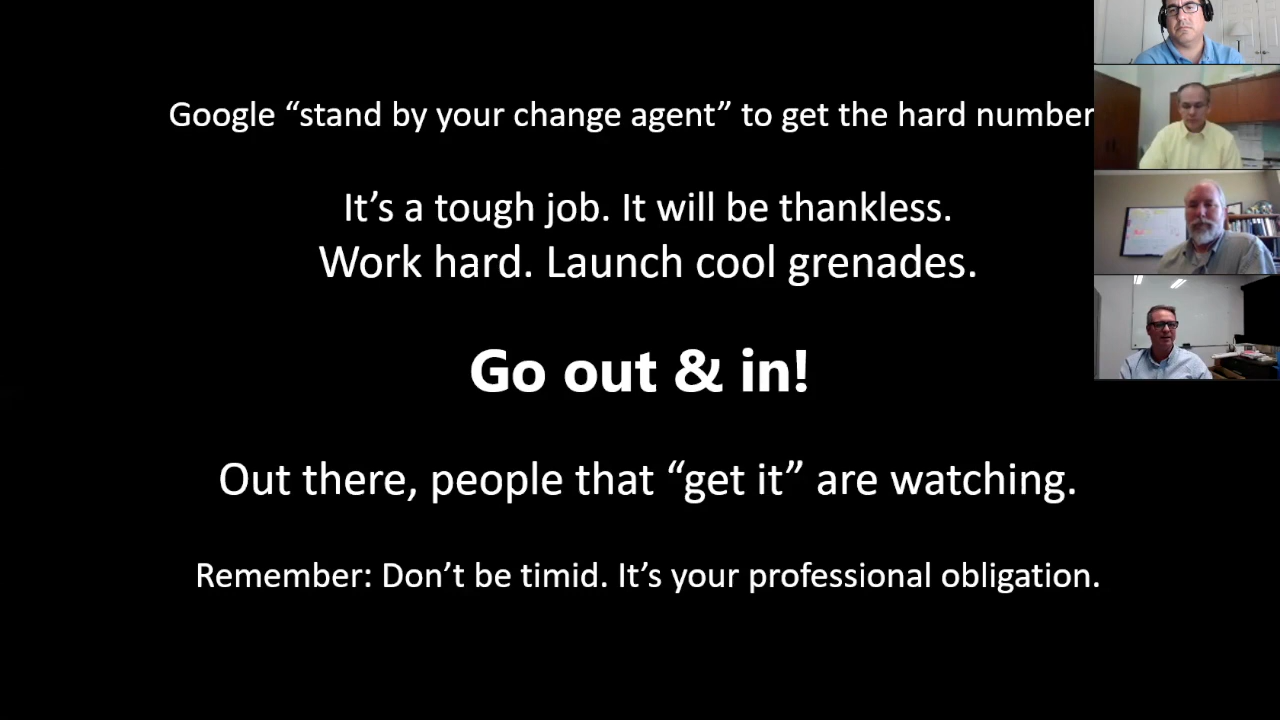 Google “stand by your change agent” to get the hard number
It’s a tough job. It will be thankless.
Work hard. Launch cool grenades.
Go out & in!
Out there, people that “get it” are watching.
Remember: Don’t be timid. It’s your professional obligation.